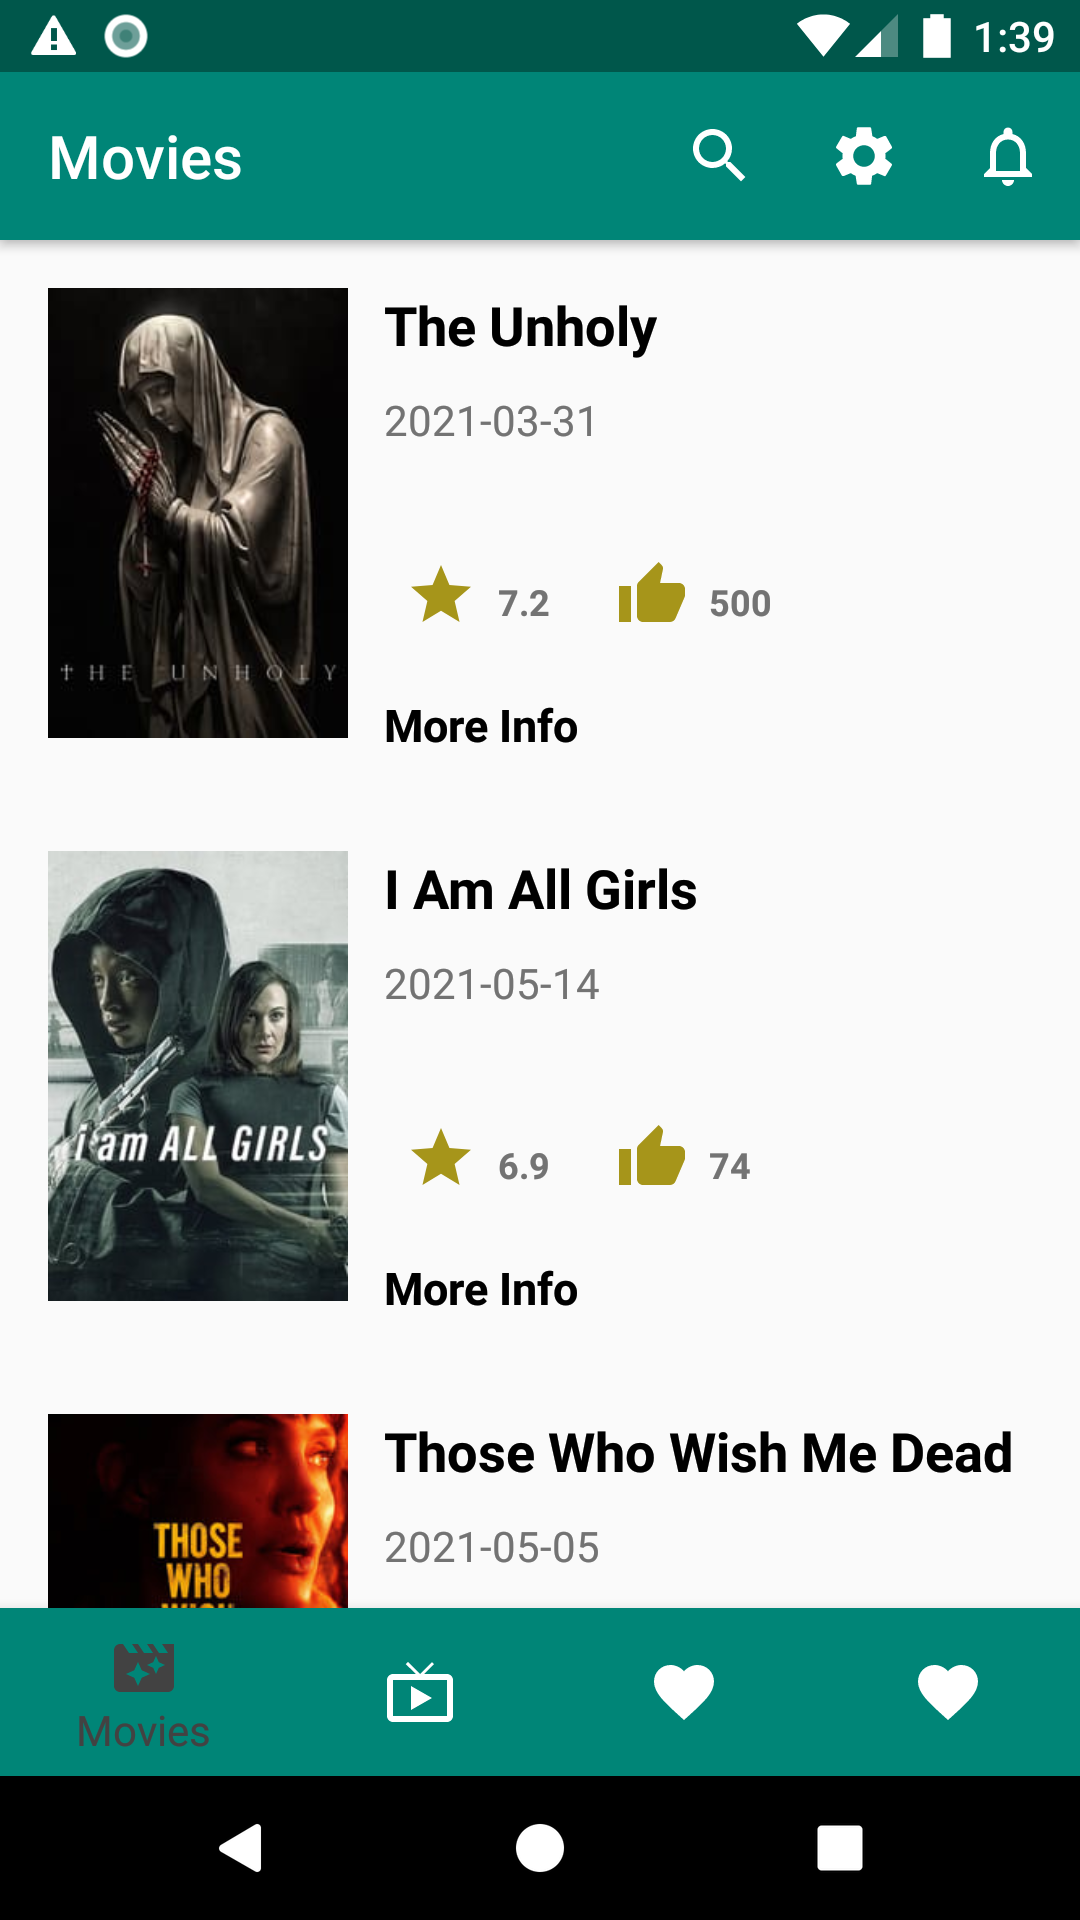 1:39
Movies
The Unholy
2021-03-31
7.2
500
THE UNHOLY
More Info
I Am All Girls
2021-05-14
i am ALL GIRLS
6.9
74
More Info
Those Who Wish Me Dead
2021-05-05
THOSE
WHO
WISH
Movies